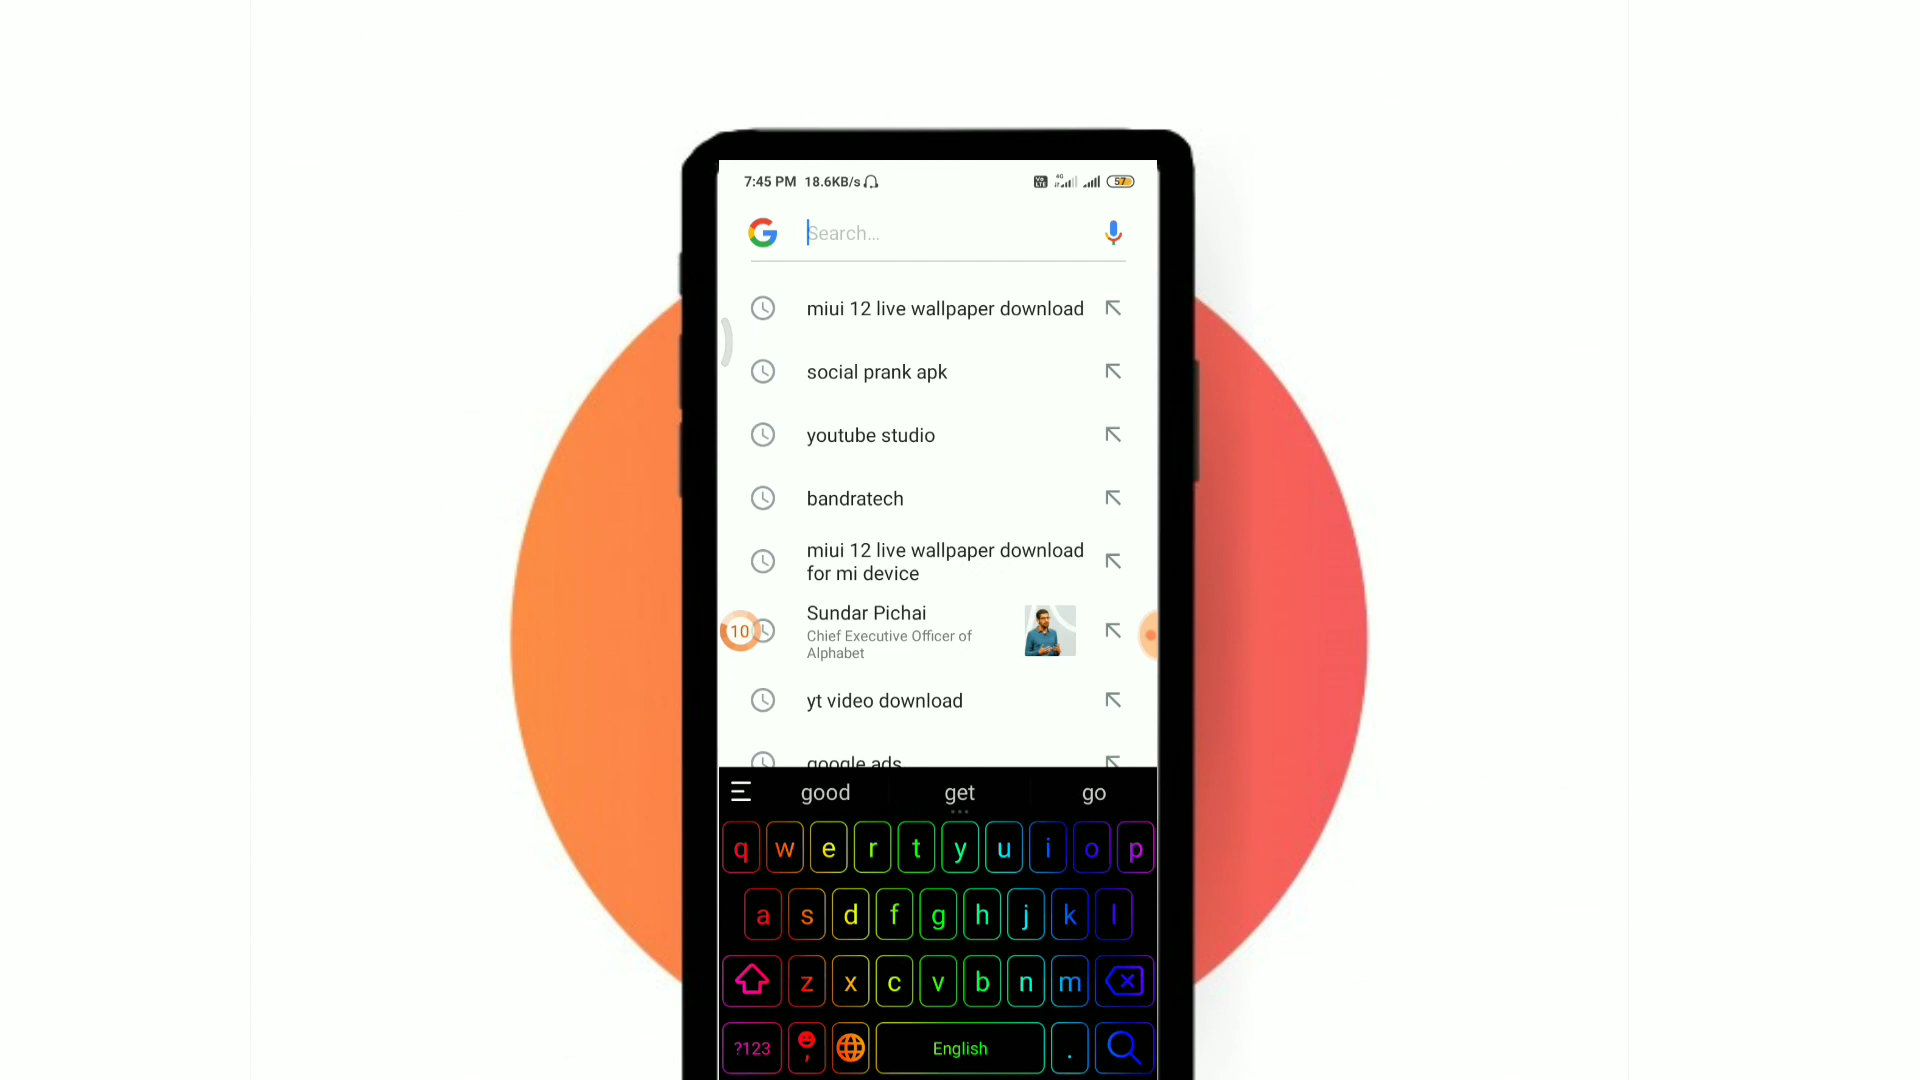 7:45 PM 18.6KB/s 4G 57
Search...
miui 12 live wallpaper download
social prank apk
youtube studio
bandratech
miui 12 live wallpaper download
for mi device
Sundar Pichai
Chief Executive Officer of
Alphabet
10
yt video download
google ads
good get go
q w e r t y u i o p
a s d f g h j k l
z x c v b n m
?123 , English .